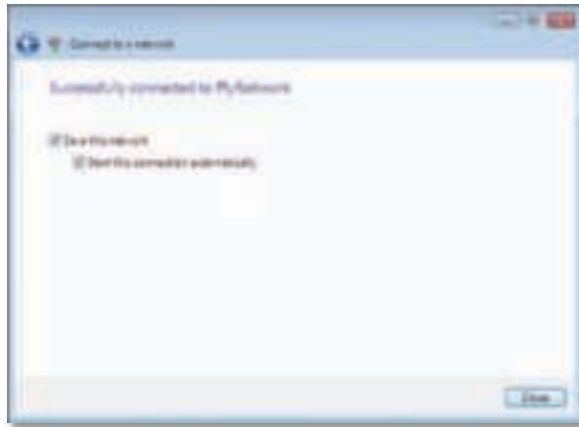 Connect to a network
Successfully connected to MyNetwork
Save this network
Start this connection automatically
Close